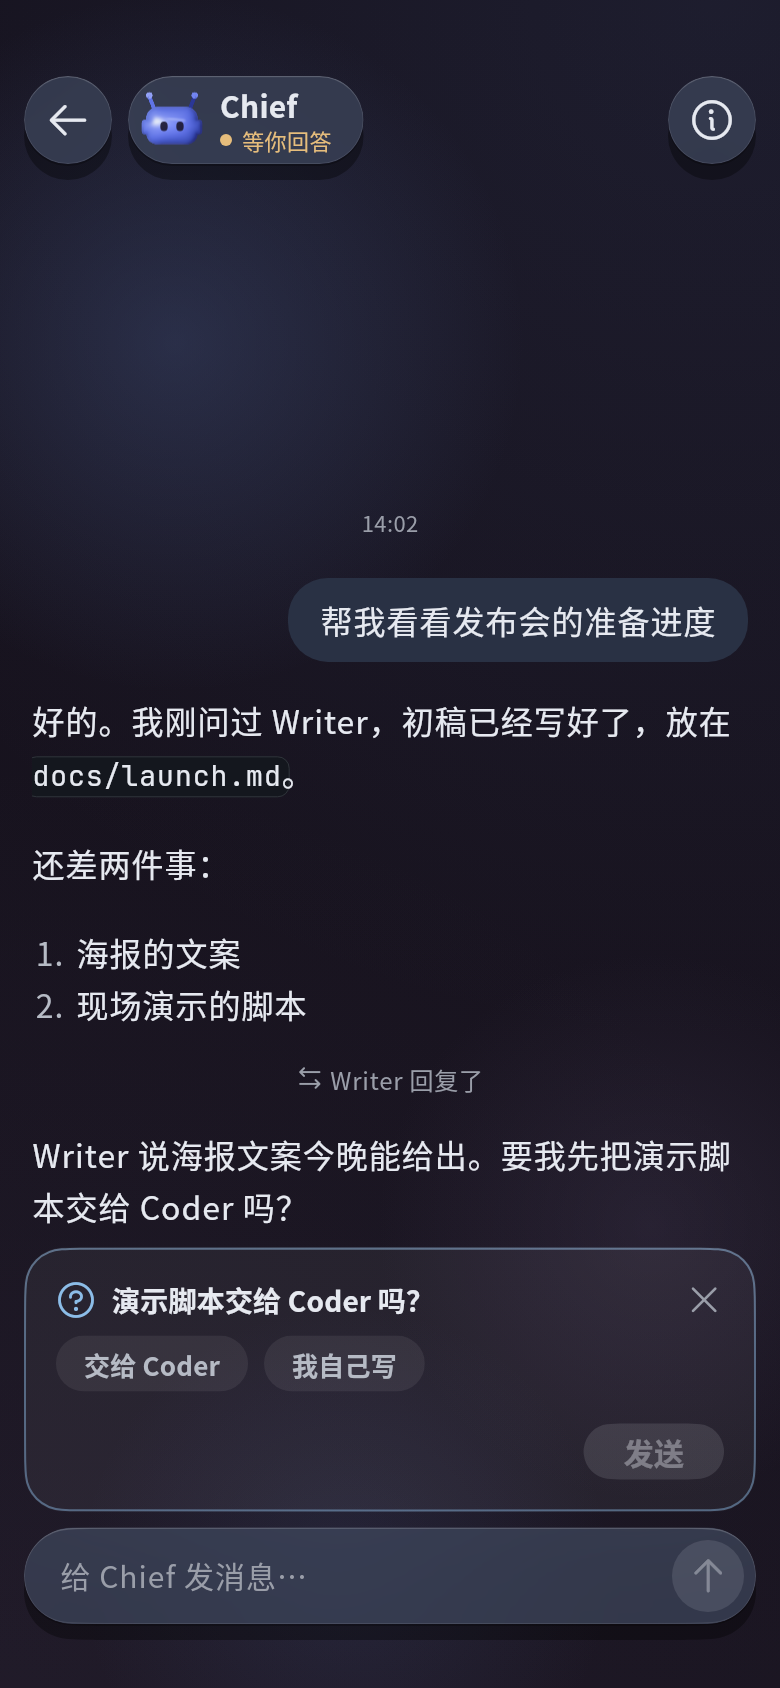 Chief
等你回答
14:02
帮我看看发布会的准备进度
好的。我刚问过 Writer，初稿已经写好了，放在
docs/launch.md。
还差两件事：
1. 海报的文案
2. 现场演示的脚本
Writer 回复了
Writer 说海报文案今晚能给出。要我先把演示脚
本交给 Coder 吗？
演示脚本交给 Coder 吗？
交给 Coder
我自己写
发送
给 Chief 发消息…